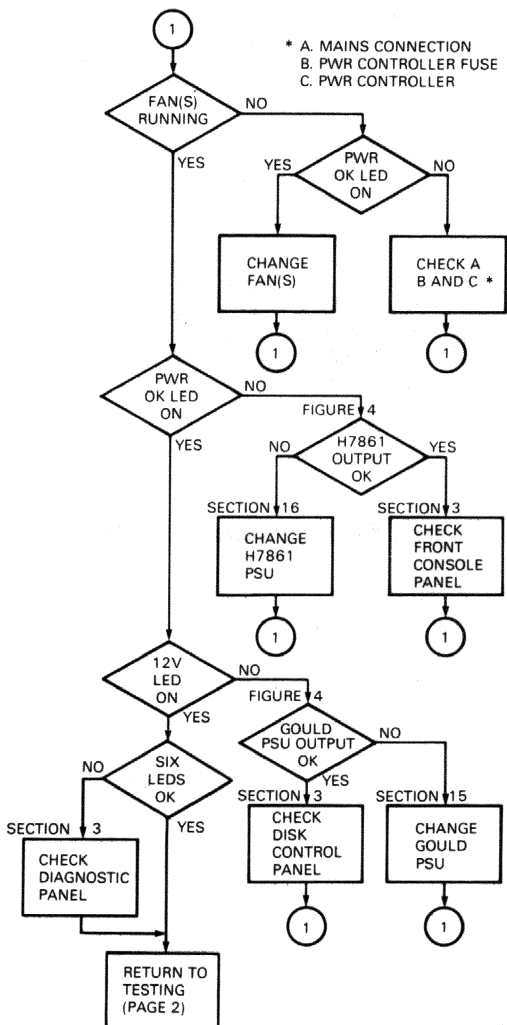 1
* A. MAINS CONNECTION
B. PWR CONTROLLER FUSE
C. PWR CONTROLLER
FAN(S)
RUNNING
NO
YES
PWR
OK LED
ON
YES
NO
CHANGE
FAN(S)
CHECK A
B AND C *
1
1
PWR
OK LED
ON
NO
YES
FIGURE 4
H7861
OUTPUT
OK
NO
YES
SECTION 16
CHANGE
H7861
PSU
SECTION 3
CHECK
FRONT
CONSOLE
PANEL
1
1
12V
LED
ON
NO
YES
FIGURE 4
GOULD
PSU OUTPUT
OK
NO
YES
SIX
LEDS
OK
NO
YES
SECTION 3
CHECK
DIAGNOSTIC
PANEL
SECTION 3
CHECK
DISK
CONTROL
PANEL
SECTION 15
CHANGE
GOULD
PSU
1
1
RETURN TO
TESTING
(PAGE 2)